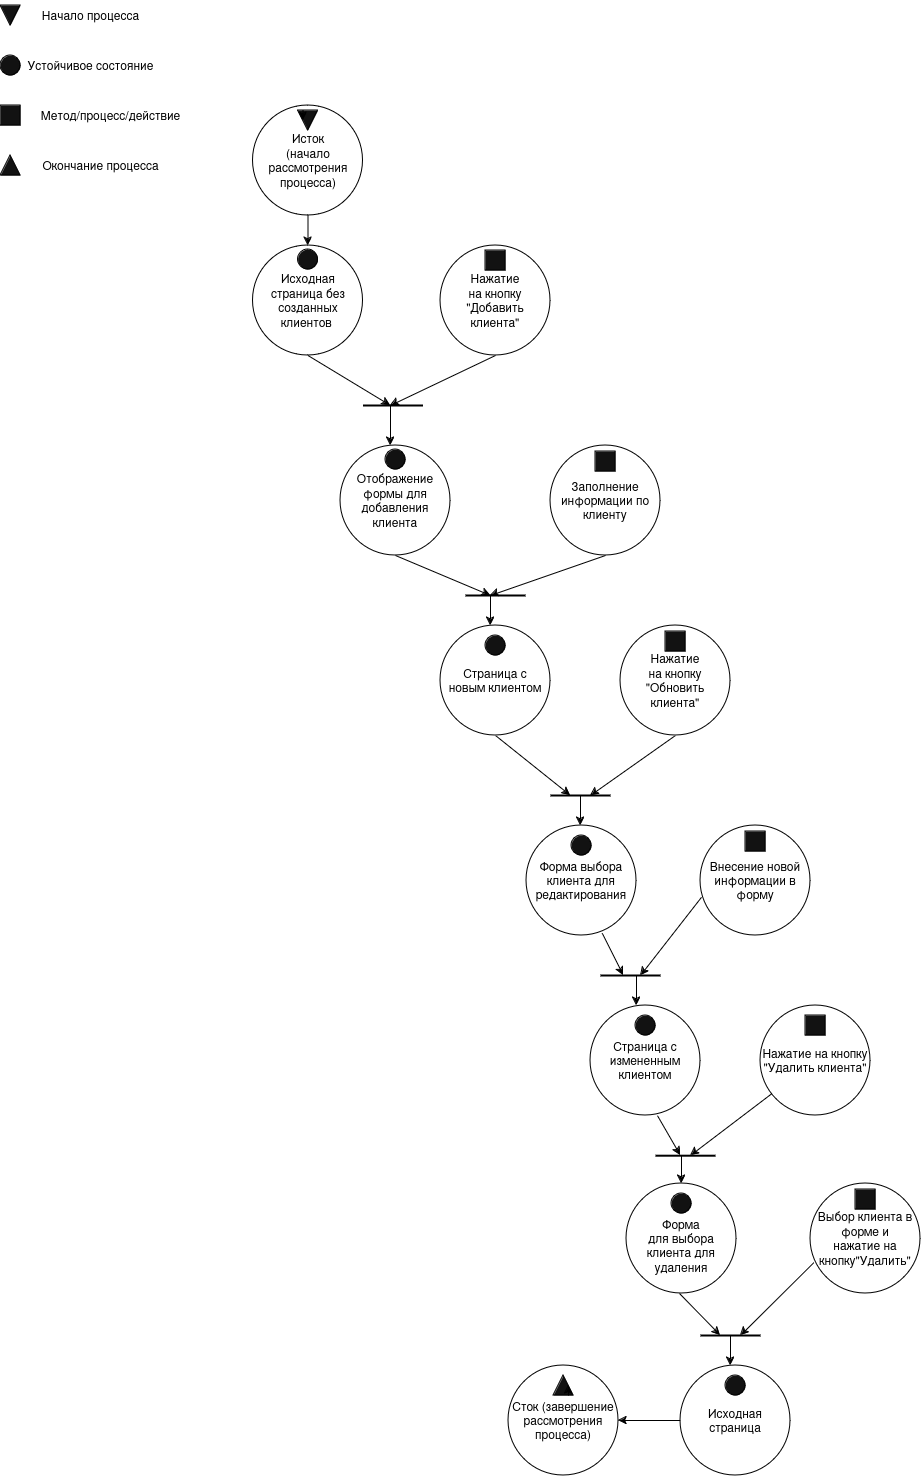 Начало процесса
Устойчивое состояние
Метод/процесс/действие
Окончание процесса
Исток
(начало
рассмотрения
процесса)
Исходная
страница без
созданных
клиентов
Нажатие
на кнопку
"Добавить
клиента"
Отображение
формы для
добавления
клиента
Заполнение
информации по
клиенту
Страница с
новым клиентом
Нажатие
на кнопку
"Обновить
клиента"
Форма выбора
клиента для
редактирования
Внесение новой
информации в
форму
Страница с
измененным
клиентом
Нажатие на кнопку
"Удалить клиента"
Форма
для выбора
клиента для
удаления
Выбор клиента в
форме и
нажатие на
кнопку"Удалить"
Сток (завершение
рассмотрения
процесса)
Исходная
страница